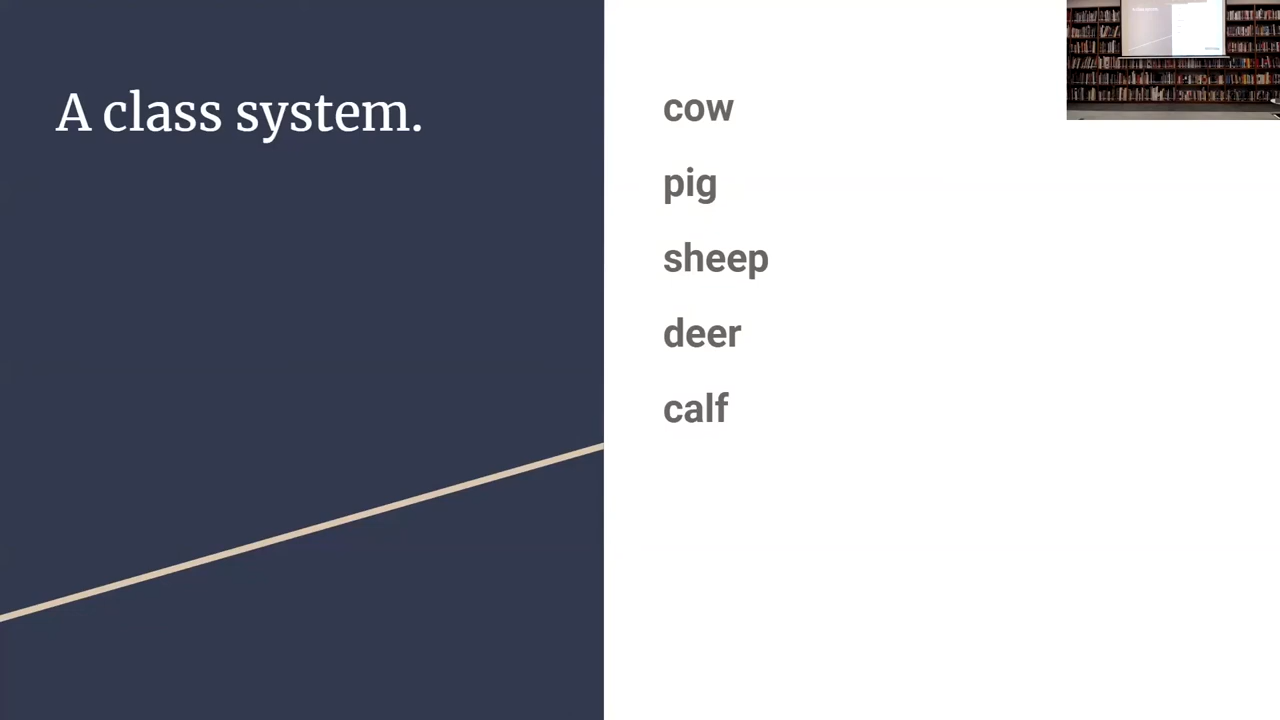 A class system.
cow
pig
sheep
deer
calf